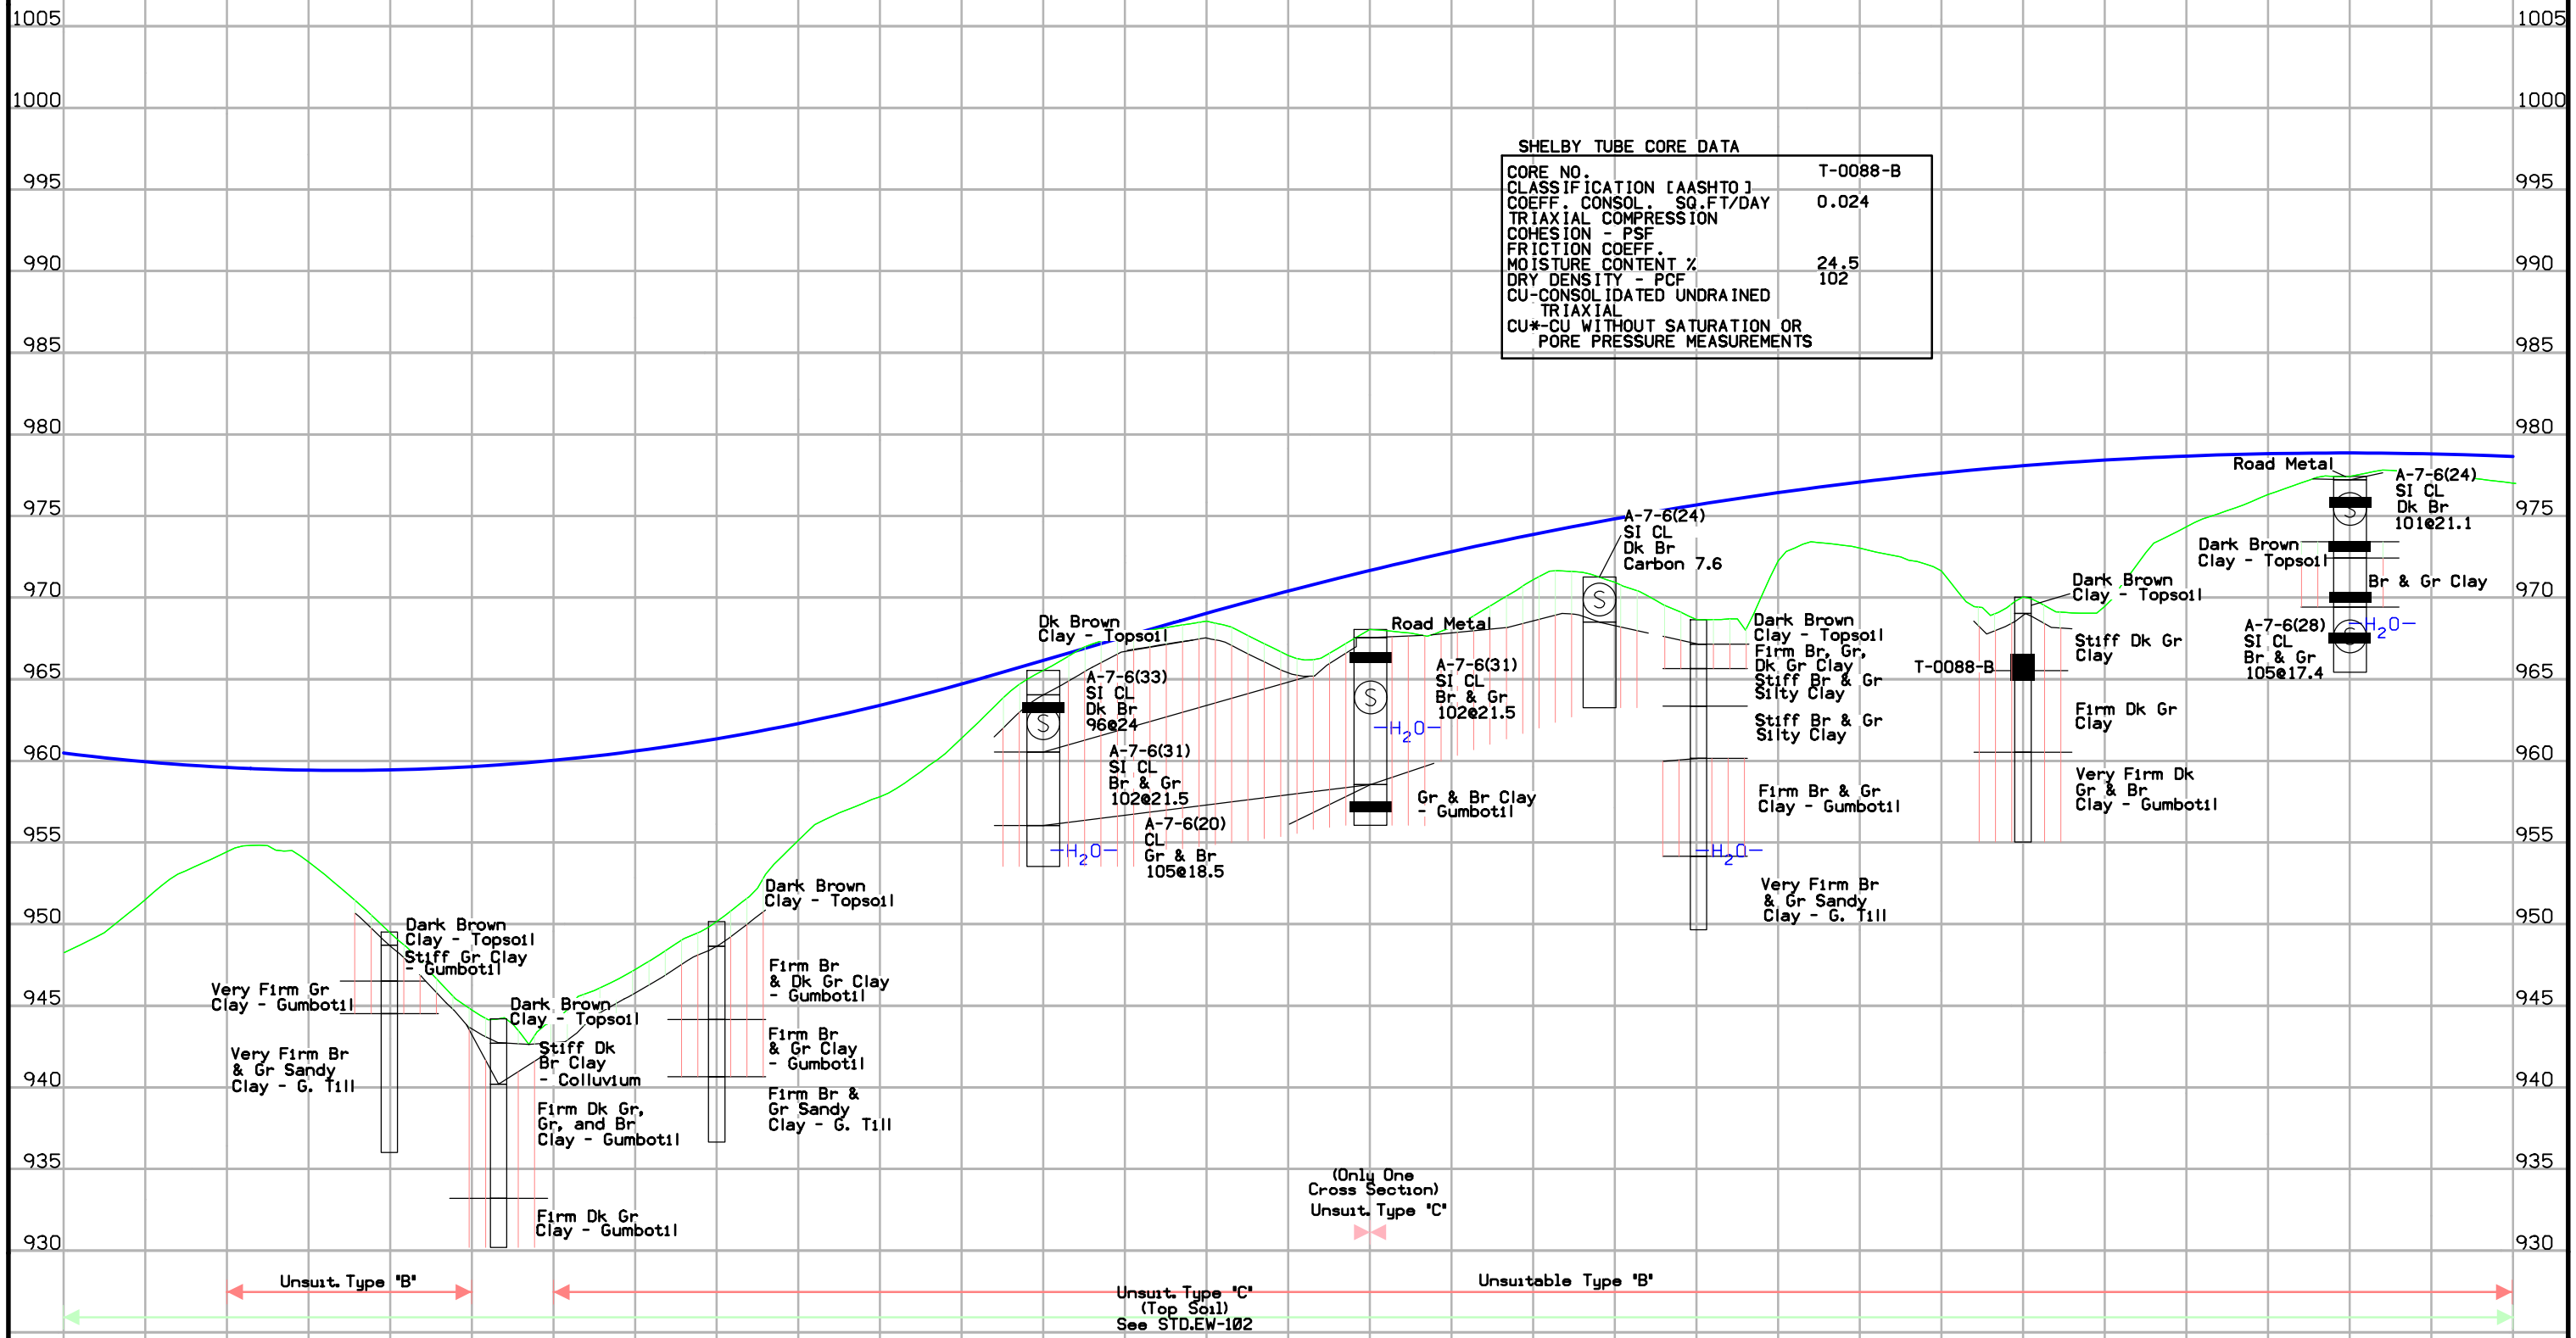 1005 1005
1000 1000
SHELBY TUBE CORE DATA
CORE NO. T-0088-B
CLASSIFICATION [AASHTO]
COEFF. CONSOL. SQ.FT/DAY 0.024
TRIAXIAL COMPRESSION
COHESION - PSF
FRICTION COEFF.
MOISTURE CONTENT % 24.5
DRY DENSITY - PCF 102
CU-CONSOLIDATED UNDRAINED
TRIAXIAL
CU*-CU WITHOUT SATURATION OR
PORE PRESSURE MEASUREMENTS
995 995
990 990
985 985
980 980
975 975
970 970
965 965
960 960
955 955
950 950
945 945
940 940
935 935
930 930
Dark Brown
Clay - Topsoil
Stiff Gr Clay
- Gumbotil
Very Firm Gr
Clay - Gumbotil
Very Firm Br
& Gr Sandy
Clay - G. Till
Dark Brown
Clay - Topsoil
Stiff Dk
Br Clay
- Colluvium
Firm Dk Gr,
Gr, and Br
Clay - Gumbotil
Firm Dk Gr
Clay - Gumbotil
Dark Brown
Clay - Topsoil
Firm Br
& Dk Gr Clay
- Gumbotil
Firm Br
& Gr Clay
- Gumbotil
Firm Br &
Gr Sandy
Clay - G. Till
Dk Brown
Clay - Topsoil
A-7-6(33)
SI CL
Dk Br
96@24
S
A-7-6(31)
SI CL
Br & Gr
102@21.5
A-7-6(20)
CL
Gr & Br
105@18.5
H2O
Road Metal
A-7-6(31)
SI CL
Br & Gr
102@21.5
S
H2O
Gr & Br Clay
- Gumbotil
A-7-6(24)
SI CL
Dk Br
Carbon 7.6
S
Dark Brown
Clay - Topsoil
Firm Br, Gr,
Dk Gr Clay
Stiff Br & Gr
Silty Clay
Stiff Br & Gr
Silty Clay
Firm Br & Gr
Clay - Gumbotil
H2O
Very Firm Br
& Gr Sandy
Clay - G. Till
Dark Brown
Clay - Topsoil
Stiff Dk Gr
Clay
T-0088-B
Firm Dk Gr
Clay
Very Firm Dk
Gr & Br
Clay - Gumbotil
Road Metal
A-7-6(24)
SI CL
Dk Br
101@21.1
S
Dark Brown
Clay - Topsoil
Br & Gr Clay
A-7-6(28)
SI CL
Br & Gr
105@17.4
S
H2O
(Only One
Cross Section)
Unsuit. Type "C"
Unsuit. Type "B"
Unsuitable Type "B"
Unsuit. Type "C"
(Top Soil)
See STD.EW-102